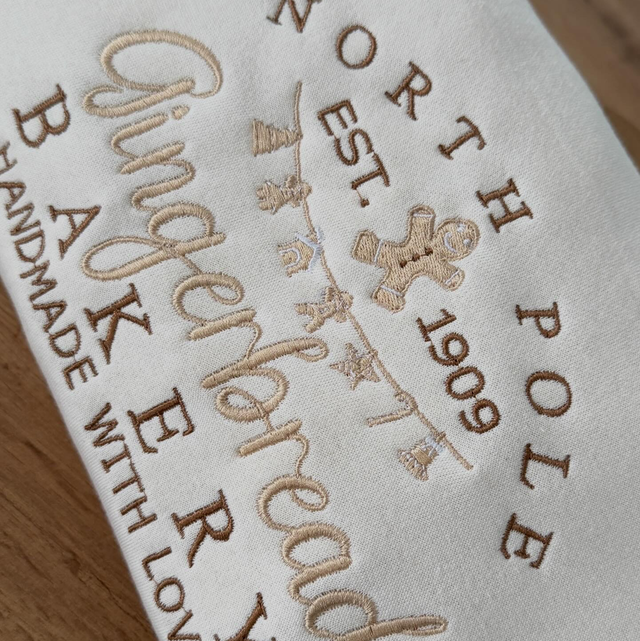 NORTH POLE
EST. 1909
Gingerbread
BAKERY
HANDMADE WITH LOV